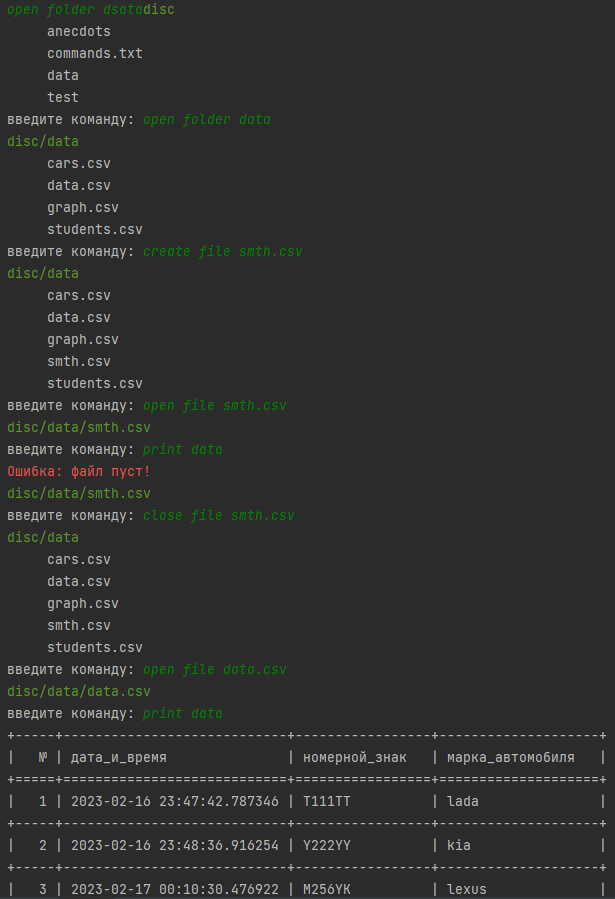 open folder dsatadisc
anecdots
commands.txt
data
test
введите команду: open folder data
disc/data
cars.csv
data.csv
graph.csv
students.csv
введите команду: create file smth.csv
disc/data
cars.csv
data.csv
graph.csv
smth.csv
students.csv
введите команду: open file smth.csv
disc/data/smth.csv
введите команду: print data
Ошибка: файл пуст!
disc/data/smth.csv
введите команду: close file smth.csv
disc/data
cars.csv
data.csv
graph.csv
smth.csv
students.csv
введите команду: open file data.csv
disc/data/data.csv
введите команду: print data
+-----+----------------------------+-----------------+--------------------+
|   № | дата_и_время               | номерной_знак   | марка_автомобиля   |
+=====+============================+=================+====================+
|   1 | 2023-02-16 23:47:42.787346 | T111TT          | lada               |
+-----+----------------------------+-----------------+--------------------+
|   2 | 2023-02-16 23:48:36.916254 | Y222YY          | kia                |
+-----+----------------------------+-----------------+--------------------+
|   3 | 2023-02-17 00:10:30.476922 | M256YK          | lexus              |